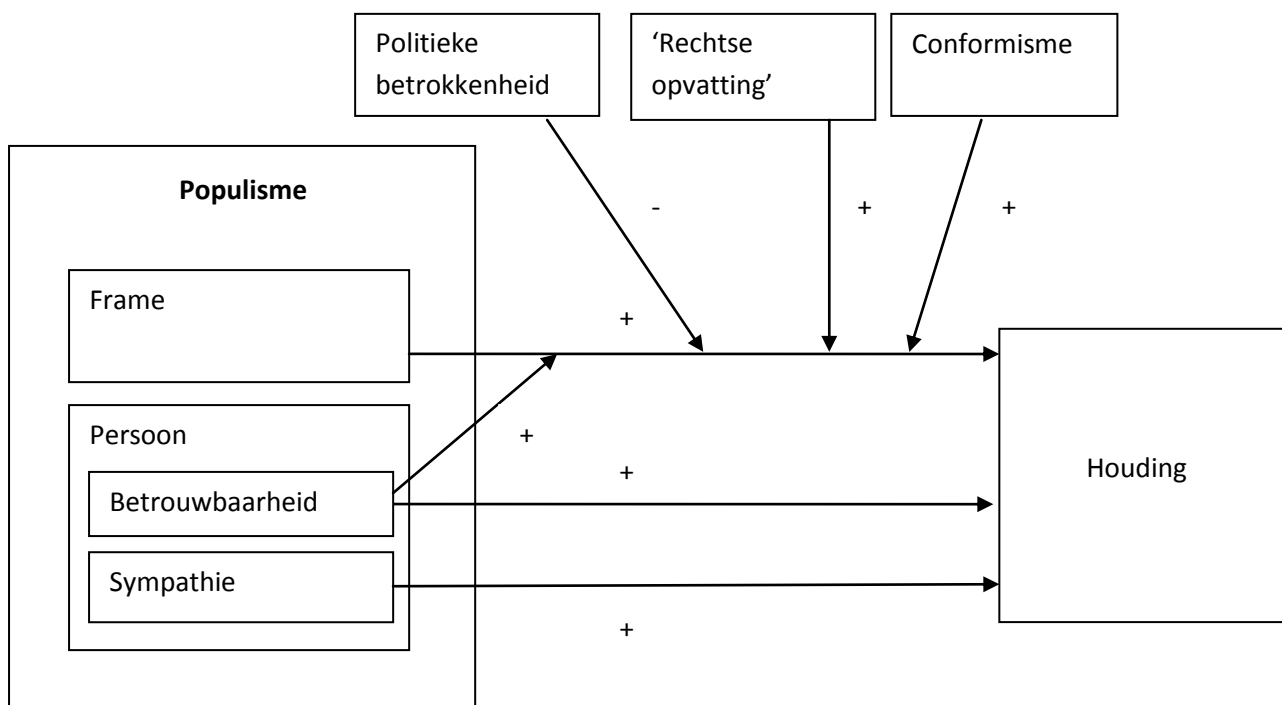 Politieke
betrokkenheid
‘Rechtse
opvatting’
Conformisme
Populisme
-
+
+
Frame
+
Persoon
+
+
Betrouwbaarheid
Houding
Sympathie
+